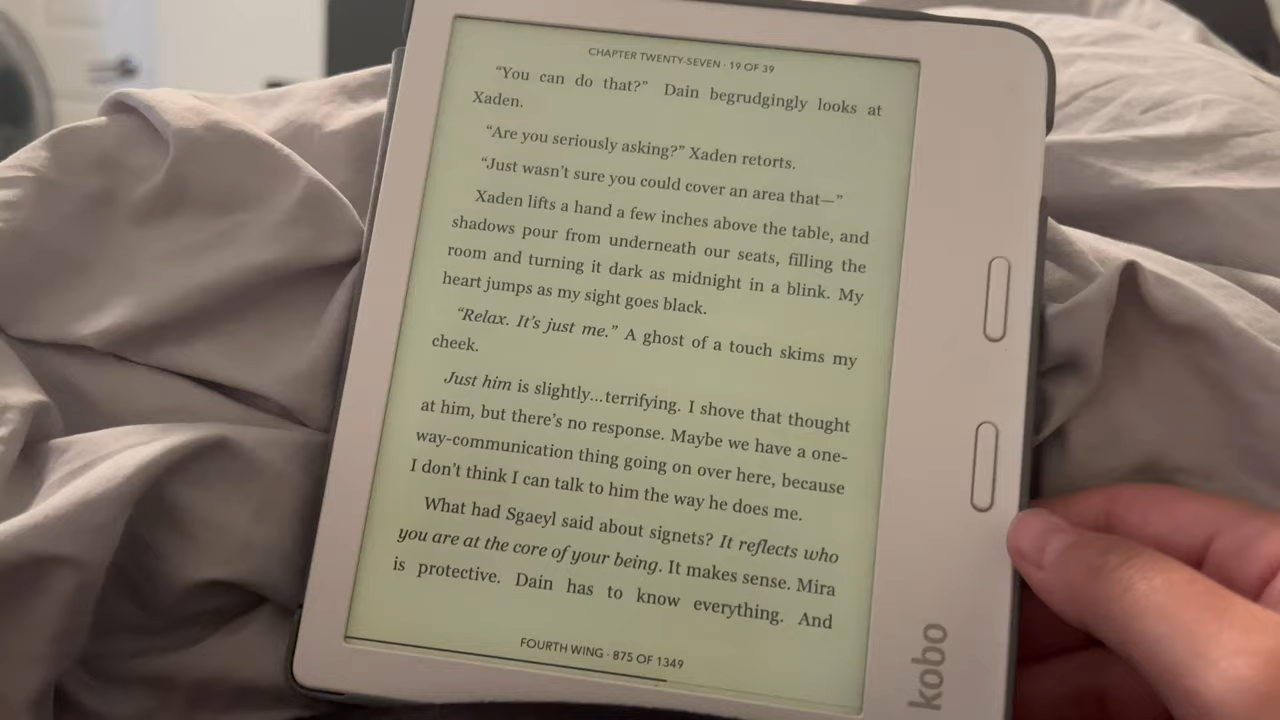 CHAPTER TWENTY-SEVEN · 19 OF 39
“You can do that?” Dain begrudgingly looks at
Xaden.
“Are you seriously asking?” Xaden retorts.
“Just wasn’t sure you could cover an area that—”
Xaden lifts a hand a few inches above the table, and
shadows pour from underneath our seats, filling the
room and turning it dark as midnight in a blink. My
heart jumps as my sight goes black.
“Relax. It’s just me.” A ghost of a touch skims my
cheek.
Just him is slightly…terrifying. I shove that thought
at him, but there’s no response. Maybe we have a one-
way-communication thing going on over here, because
I don’t think I can talk to him the way he does me.
What had Sgaeyl said about signets? It reflects who
you are at the core of your being. It makes sense. Mira
is protective. Dain has to know everything. And
FOURTH WING · 875 OF 1349
kobo